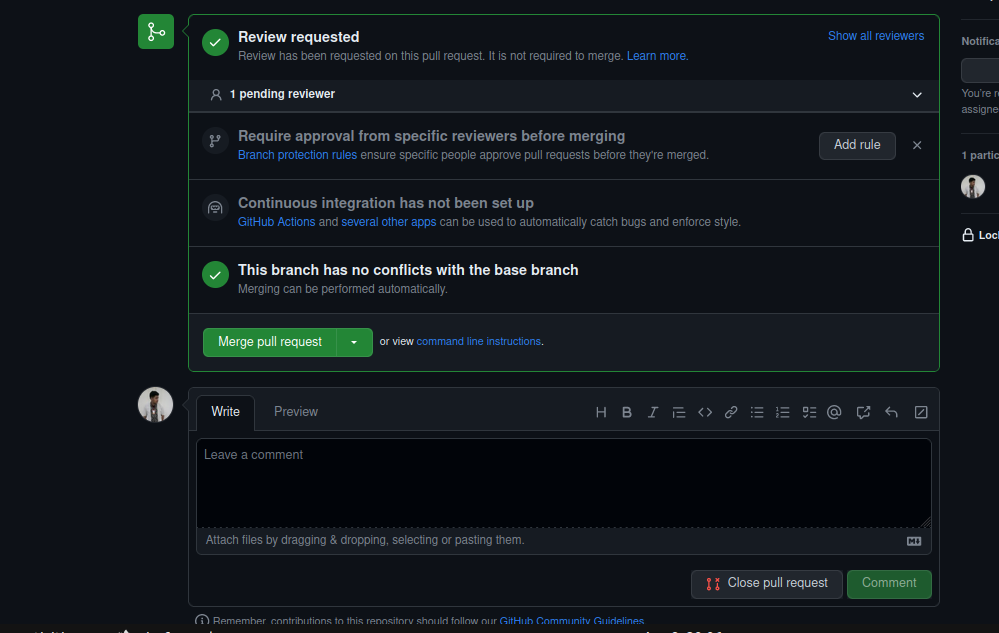 Review requested
Show all reviewers
Review has been requested on this pull request. It is not required to merge. Learn more.
Notifica
1 pending reviewer
You're r
assigne
Require approval from specific reviewers before merging
Add rule
Branch protection rules ensure specific people approve pull requests before they're merged.
1 partic
Continuous integration has not been set up
GitHub Actions and several other apps can be used to automatically catch bugs and enforce style.
Loc
This branch has no conflicts with the base branch
Merging can be performed automatically.
Merge pull request
or view command line instructions.
Write
Preview
Leave a comment
Attach files by dragging & dropping, selecting or pasting them.
Close pull request
Comment
Remember, contributions to this repository should follow our GitHub Community Guidelines.